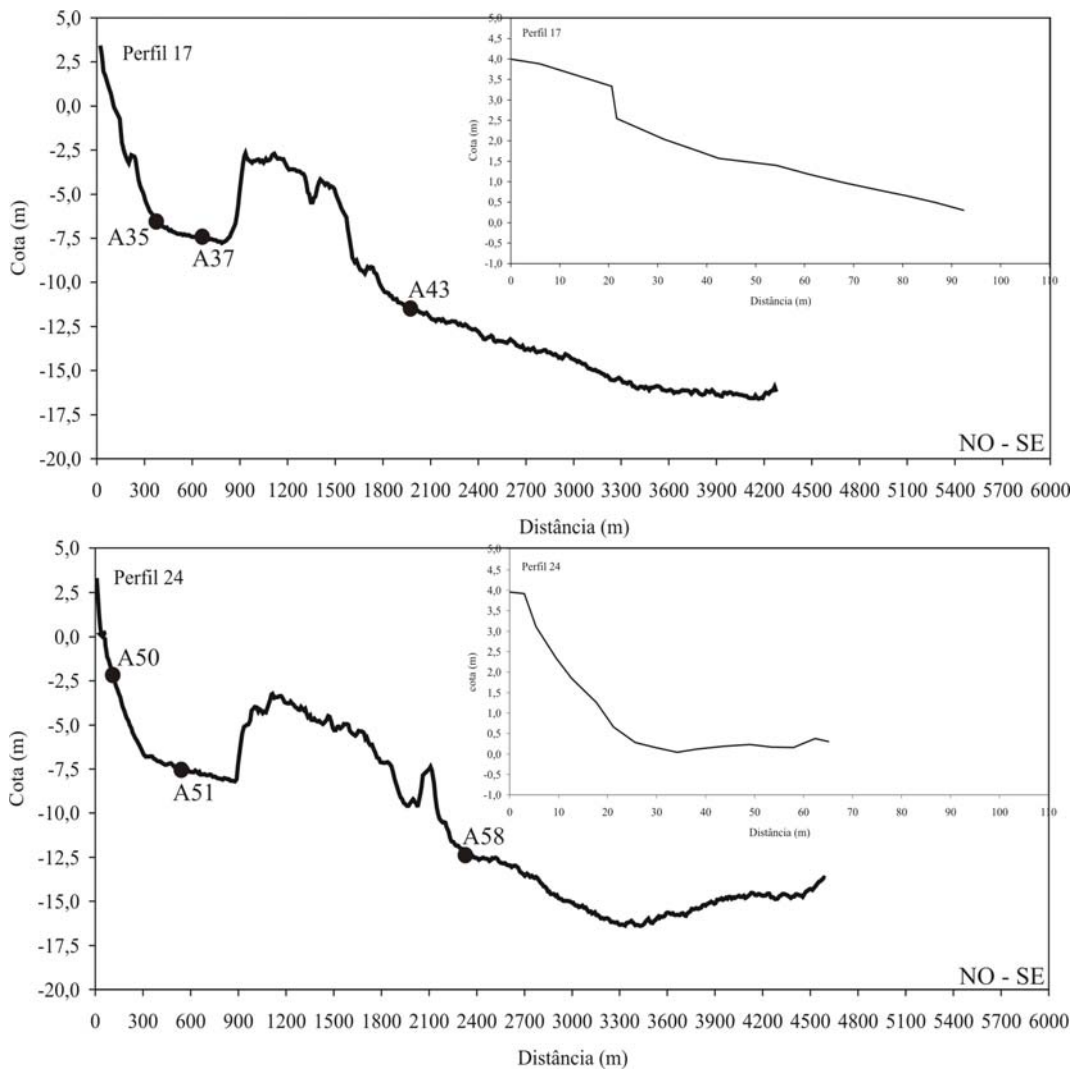 5,0
2,5
0,0
-2,5
-5,0
-7,5
-10,0
-12,5
-15,0
-17,5
-20,0
Cota (m)
Perfil 17
A35
A37
A43
NO - SE
0 300 600 900 1200 1500 1800 2100 2400 2700 3000 3300 3600 3900 4200 4500 4800 5100 5400 5700 6000
Distância (m)
5,0
4,5
4,0
3,5
3,0
2,5
2,0
1,5
1,0
0,5
0,0
-0,5
-1,0
Cota (m)
Perfil 17
0 10 20 30 40 50 60 70 80 90 100 110
Distância (m)
5,0
2,5
0,0
-2,5
-5,0
-7,5
-10,0
-12,5
-15,0
-17,5
-20,0
Cota (m)
Perfil 24
A50
A51
A58
NO - SE
0 300 600 900 1200 1500 1800 2100 2400 2700 3000 3300 3600 3900 4200 4500 4800 5100 5400 5700 6000
Distância (m)
5,0
4,5
4,0
3,5
3,0
2,5
2,0
1,5
1,0
0,5
0,0
-0,5
-1,0
cota (m)
Perfil 24
0 10 20 30 40 50 60 70 80 90 100 110
Distância (m)